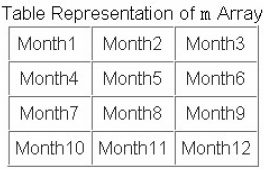 Table Representation of m Array
Month1 Month2 Month3
Month4 Month5 Month6
Month7 Month8 Month9
Month10 Month11 Month12